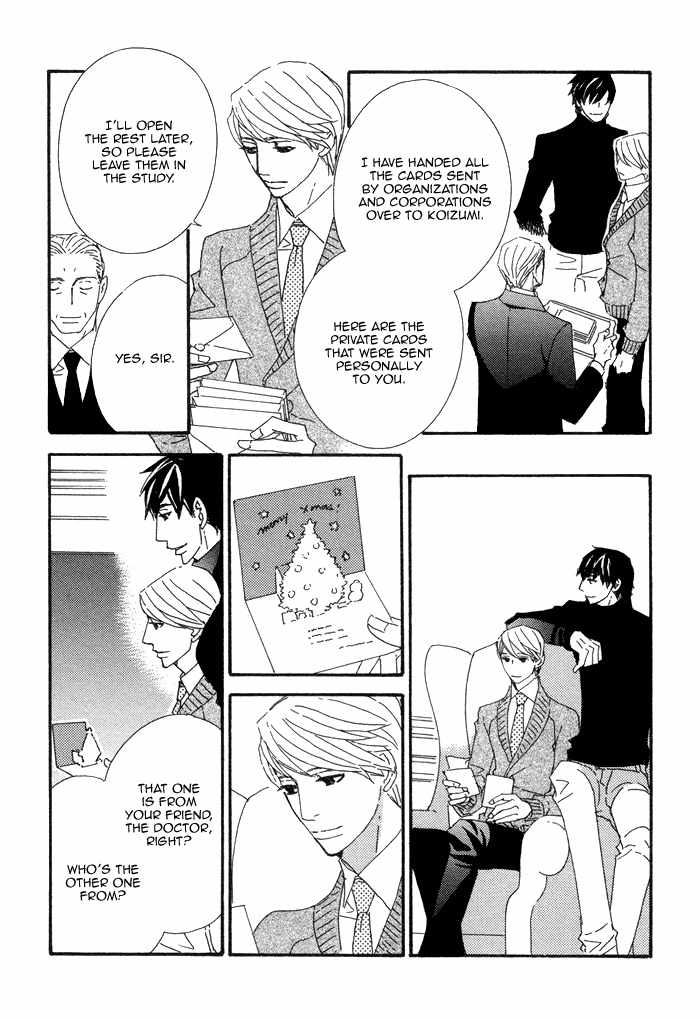 I HAVE HANDED ALL
THE CARDS SENT
BY ORGANIZATIONS
AND CORPORATIONS
OVER TO KOIZUMI.
HERE ARE THE
PRIVATE CARDS
THAT WERE SENT
PERSONALLY
TO YOU.
I'LL OPEN
THE REST LATER,
SO PLEASE
LEAVE THEM IN
THE STUDY.
YES, SIR.
merry xmas!
THAT ONE
IS FROM
YOUR FRIEND,
THE DOCTOR,
RIGHT?
WHO'S THE
OTHER ONE
FROM?